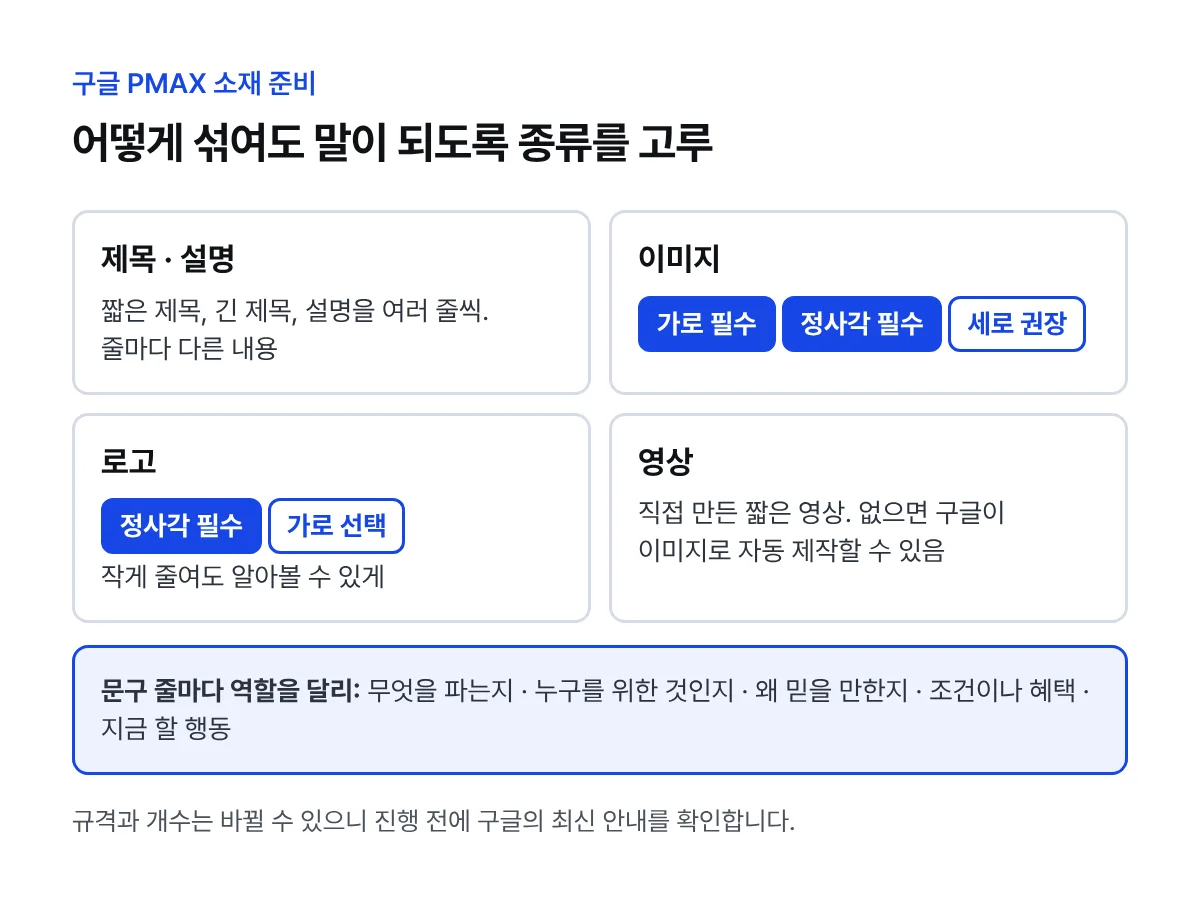 구글 PMAX 소재 준비
어떻게 섞여도 말이 되도록 종류를 고루
제목 · 설명
짧은 제목, 긴 제목, 설명을 여러 줄씩.
줄마다 다른 내용
이미지
가로 필수
정사각 필수
세로 권장
로고
정사각 필수
가로 선택
작게 줄여도 알아볼 수 있게
영상
직접 만든 짧은 영상. 없으면 구글이
이미지로 자동 제작할 수 있음
문구 줄마다 역할을 달리: 무엇을 파는지 · 누구를 위한 것인지 · 왜 믿을 만한지 · 조건이나 혜택 ·
지금 할 행동
규격과 개수는 바뀔 수 있으니 진행 전에 구글의 최신 안내를 확인합니다.